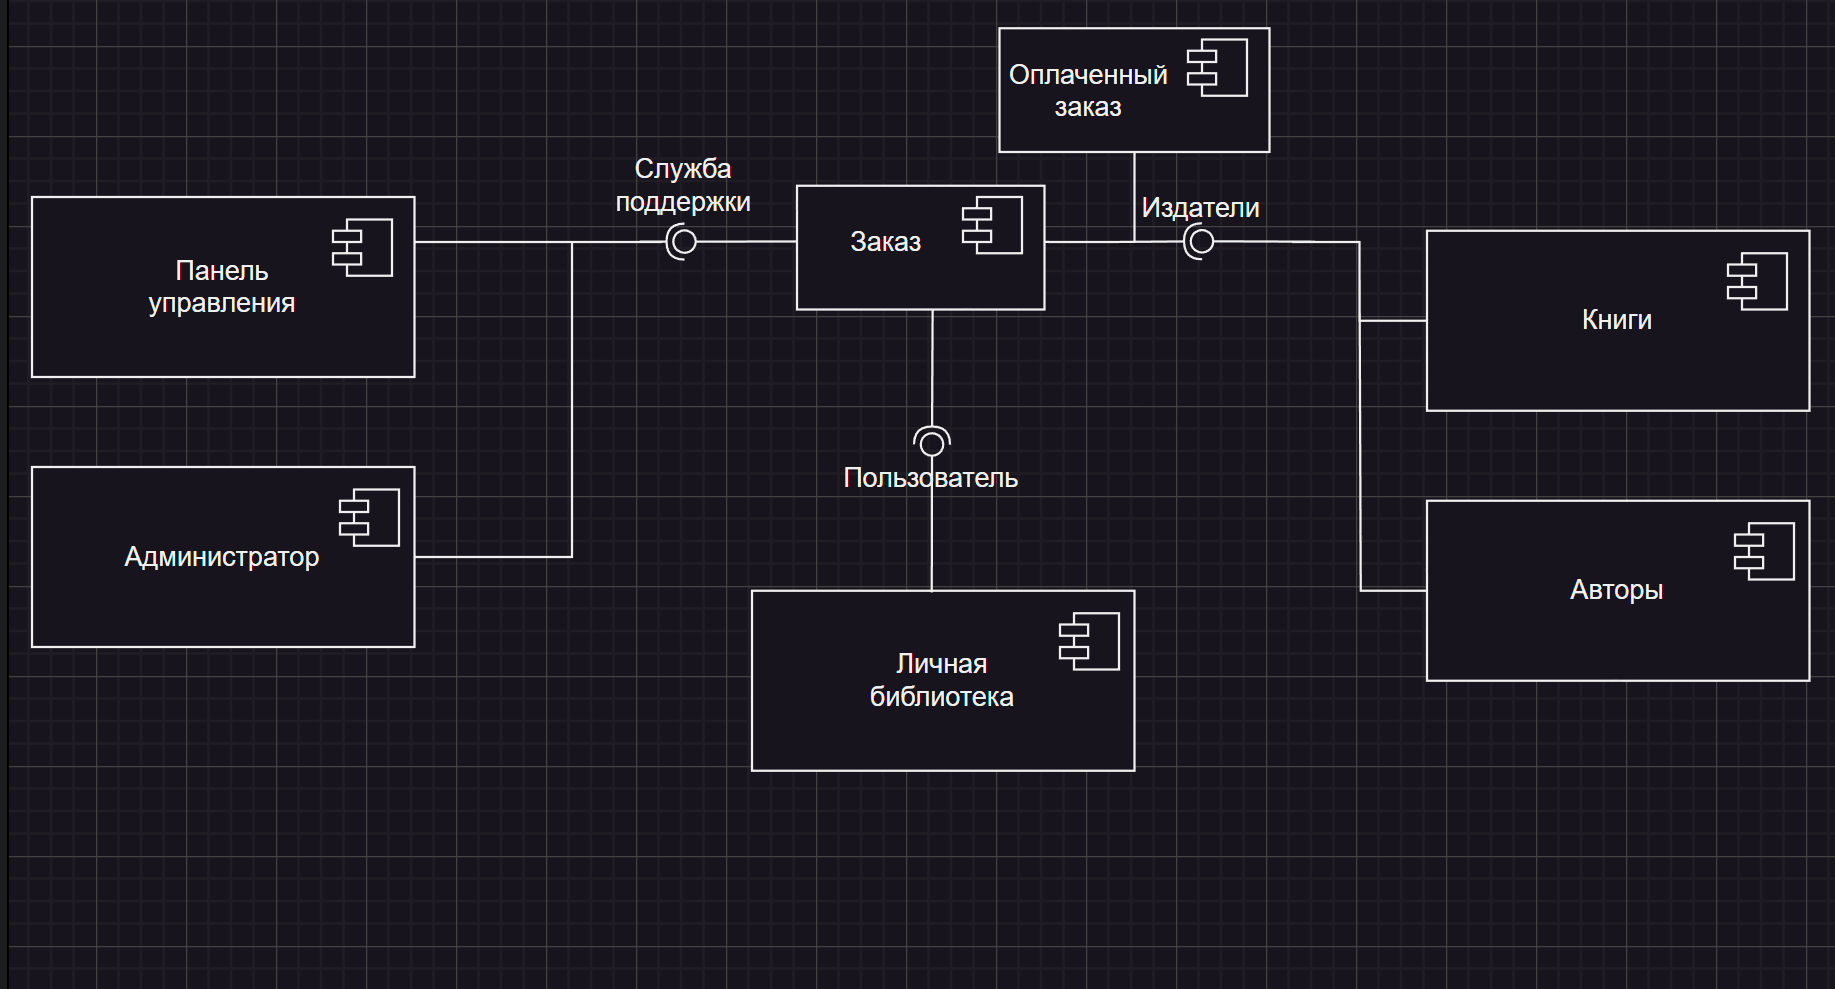 Оплаченный
заказ
Служба
поддержки
Издатели
Заказ
Панель
управления
Книги
Пользователь
Администратор
Авторы
Личная
библиотека